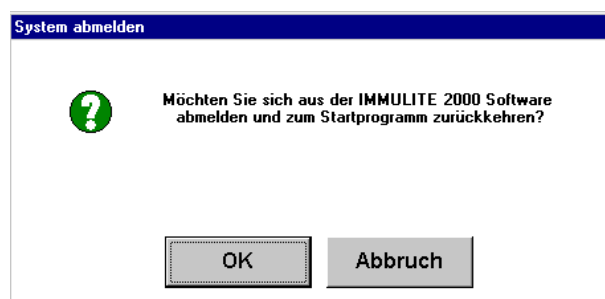 System abmelden
Möchten Sie sich aus der IMMULITE 2000 Software
abmelden und zum Startprogramm zurückkehren?
OK
Abbruch